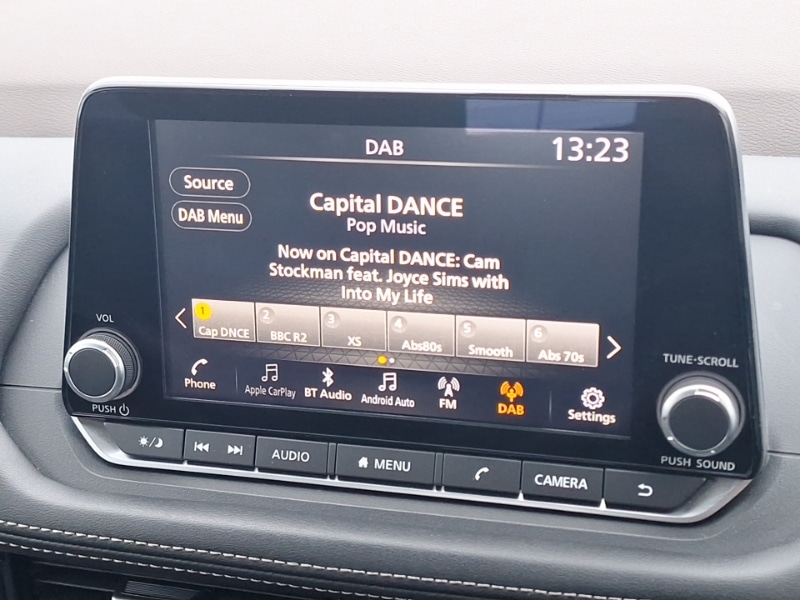 DAB
13:23
Source
DAB Menu
Capital DANCE
Pop Music
Now on Capital DANCE: Cam
Stockman feat. Joyce Sims with
Into My Life
1 2 3 4 5 6
Cap DNCE BBC R2 XS Abs80s Smooth Abs 70s
Phone Apple CarPlay BT Audio Android Auto FM DAB Settings
VOL
PUSH
TUNE·SCROLL
PUSH SOUND
AUDIO MENU CAMERA